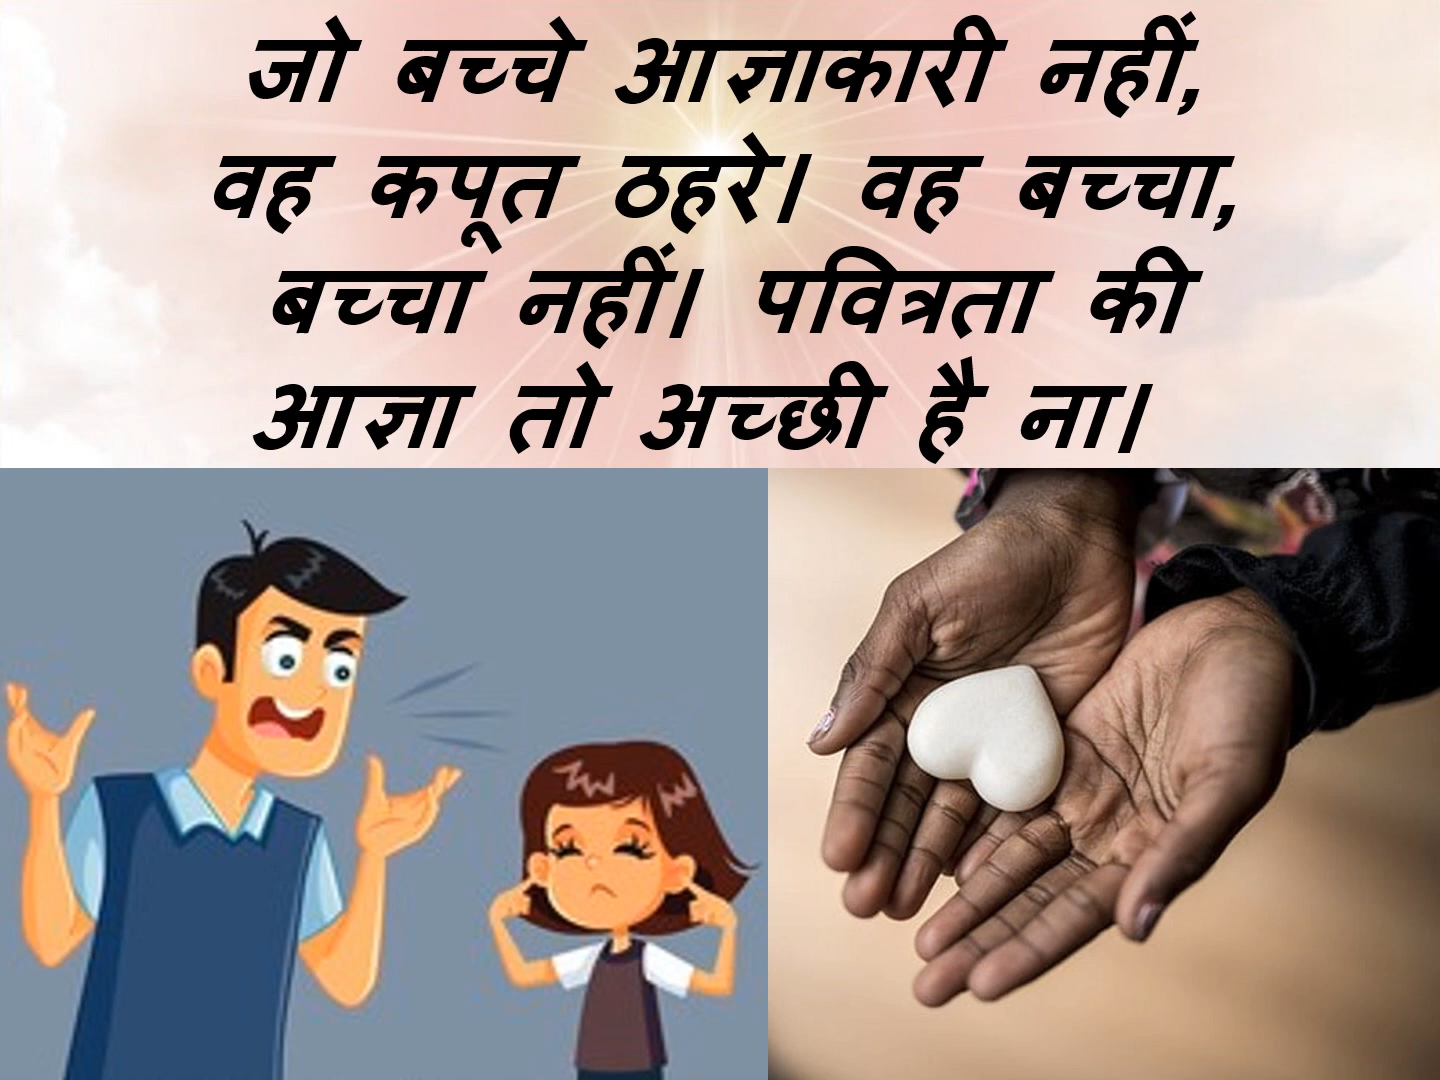 जो बच्चे आज्ञाकारी नहीं,
वह कपूत ठहरे। वह बच्चा,
बच्चा नहीं। पवित्रता की
आज्ञा तो अच्छी है ना।